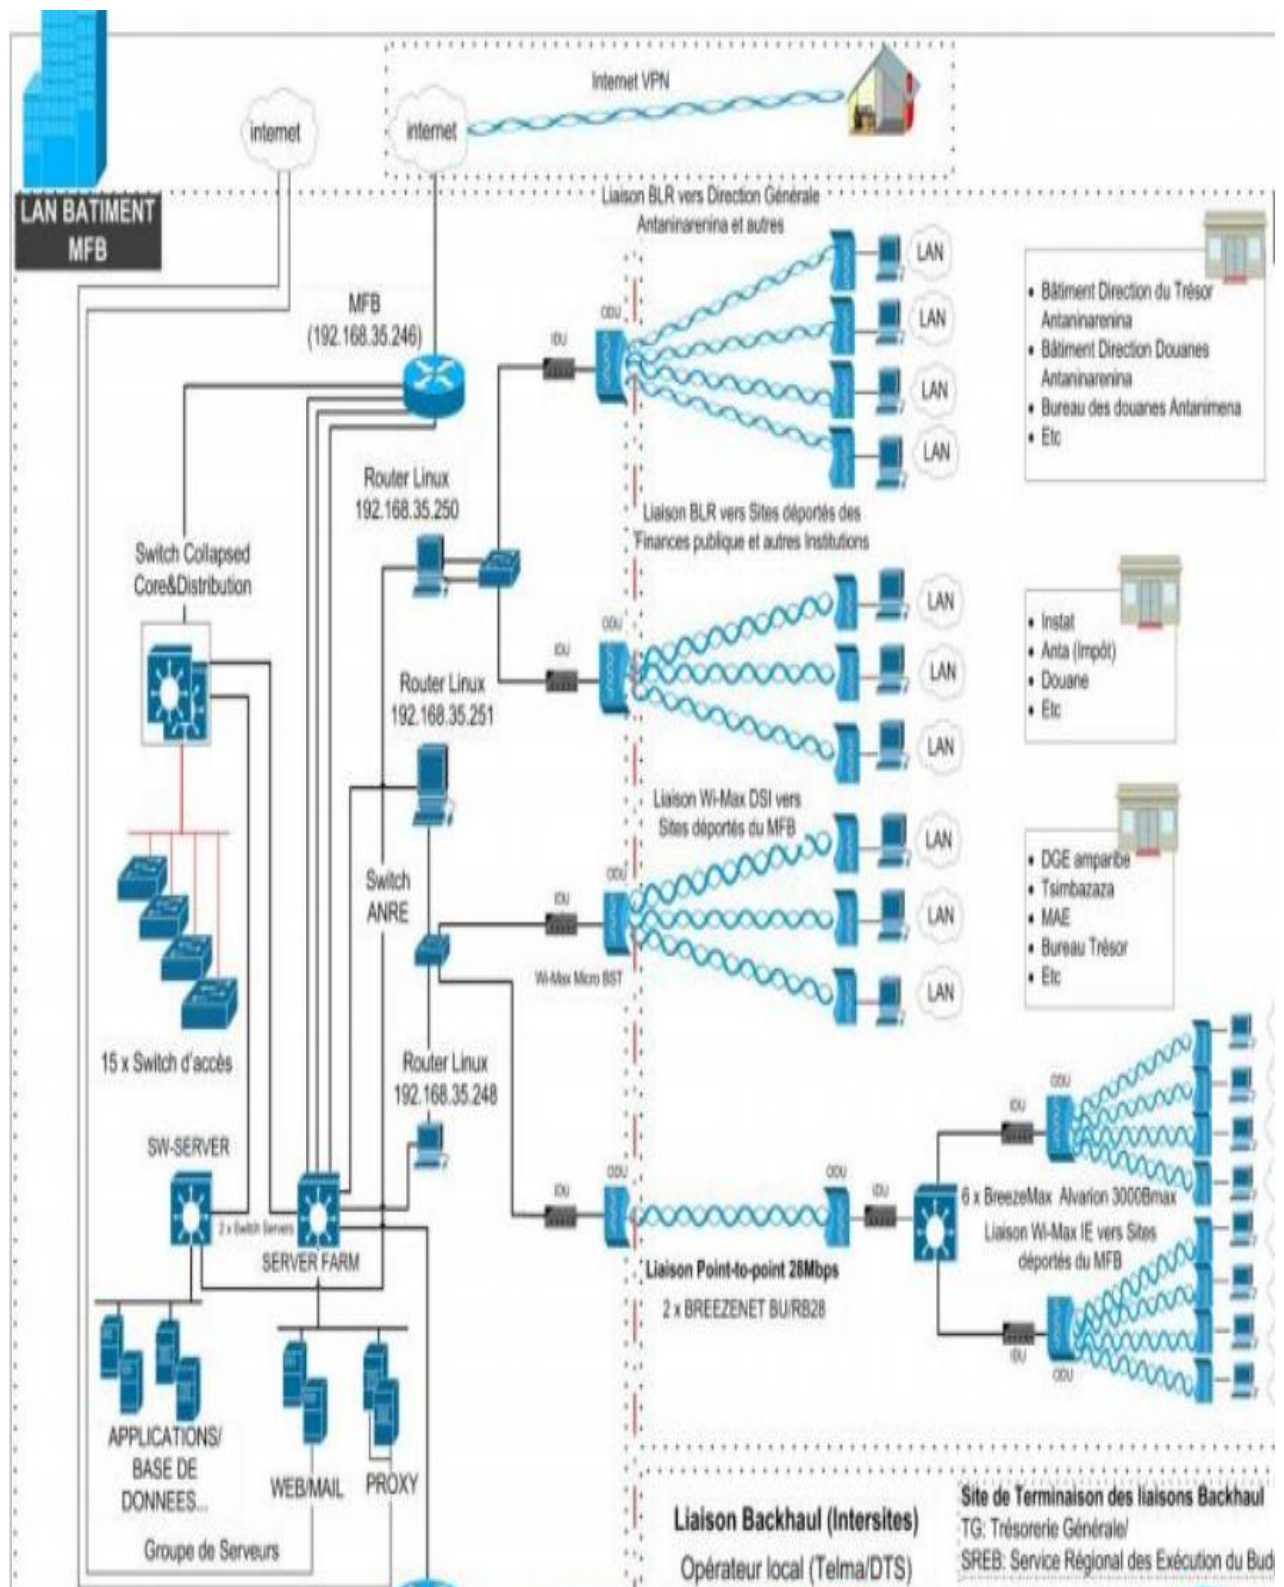 Internet VPN
internet
internet
LAN BATIMENT
MFB
Liaison BLR vers Direction Générale
Antaninarenina et autres
MFB
(192.168.35.246)
IDU
ODU
LAN
LAN
LAN
LAN
• Bâtiment Direction du Trésor
Antaninarenina
• Bâtiment Direction Douanes
Antaninarenina
• Bureau des douanes Antanimena
• Etc
Router Linux
192.168.35.250
Liaison BLR vers Sites déportés des
Finances publique et autres Institutions
Switch Collapsed
Core&Distribution
IDU
ODU
LAN
LAN
LAN
• Instat
• Anta (Impôt)
• Douane
• Etc
Router Linux
192.168.35.251
Liaison Wi-Max DSI vers
Sites déportés du MFB
Switch
ANRE
IDU
ODU
Wi-Max Micro BST
LAN
LAN
LAN
• DGE amparibe
• Tsimbazaza
• MAE
• Bureau Trésor
• Etc
15 x Switch d'accès
Router Linux
192.168.35.248
SW-SERVER
2 x Switch Servers
SERVER FARM
IDU
ODU
ODU
IDU
Liaison Point-to-point 28Mbps
2 x BREEZENET BU/RB28
IDU
ODU
6 x BreezeMax Alvarion 3000Bmax
Liaison Wi-Max IE vers Sites
déportés du MFB
IDU
ODU
APPLICATIONS/
BASE DE
DONNEES...
WEB/MAIL
PROXY
Groupe de Serveurs
Liaison Backhaul (Intersites)
Opérateur local (Telma/DTS)
Site de Terminaison des liaisons Backhaul
TG: Trésorerie Générale/
SREB: Service Régional des Exécution du Bud